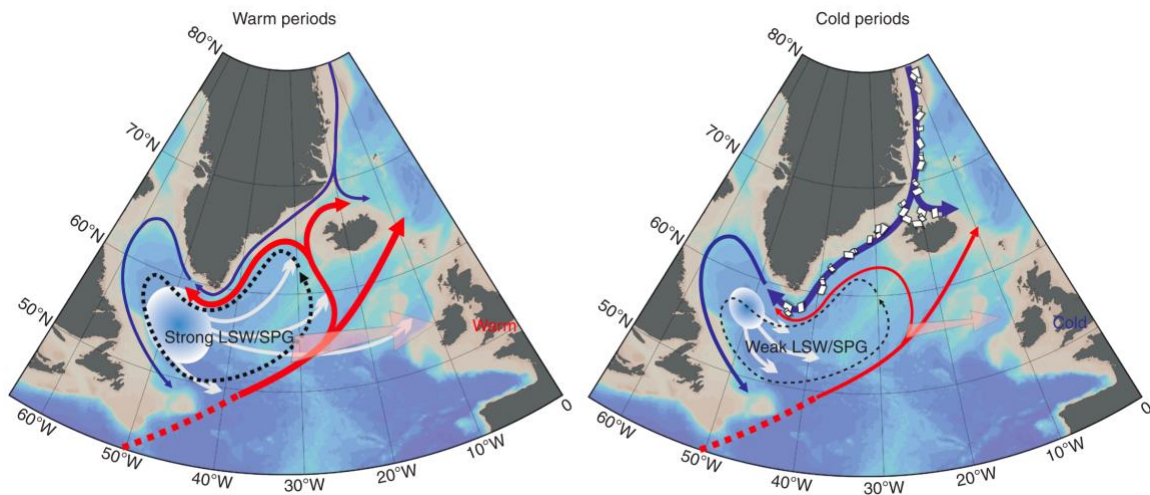 Warm periods
80°N
70°N
60°N
50°N
60°W
50°W
40°W
30°W
20°W
10°W
0
Strong LSW/SPG
Warm
Cold periods
80°N
70°N
60°N
50°N
60°W
50°W
40°W
30°W
20°W
10°W
0
Weak LSW/SPG
Cold